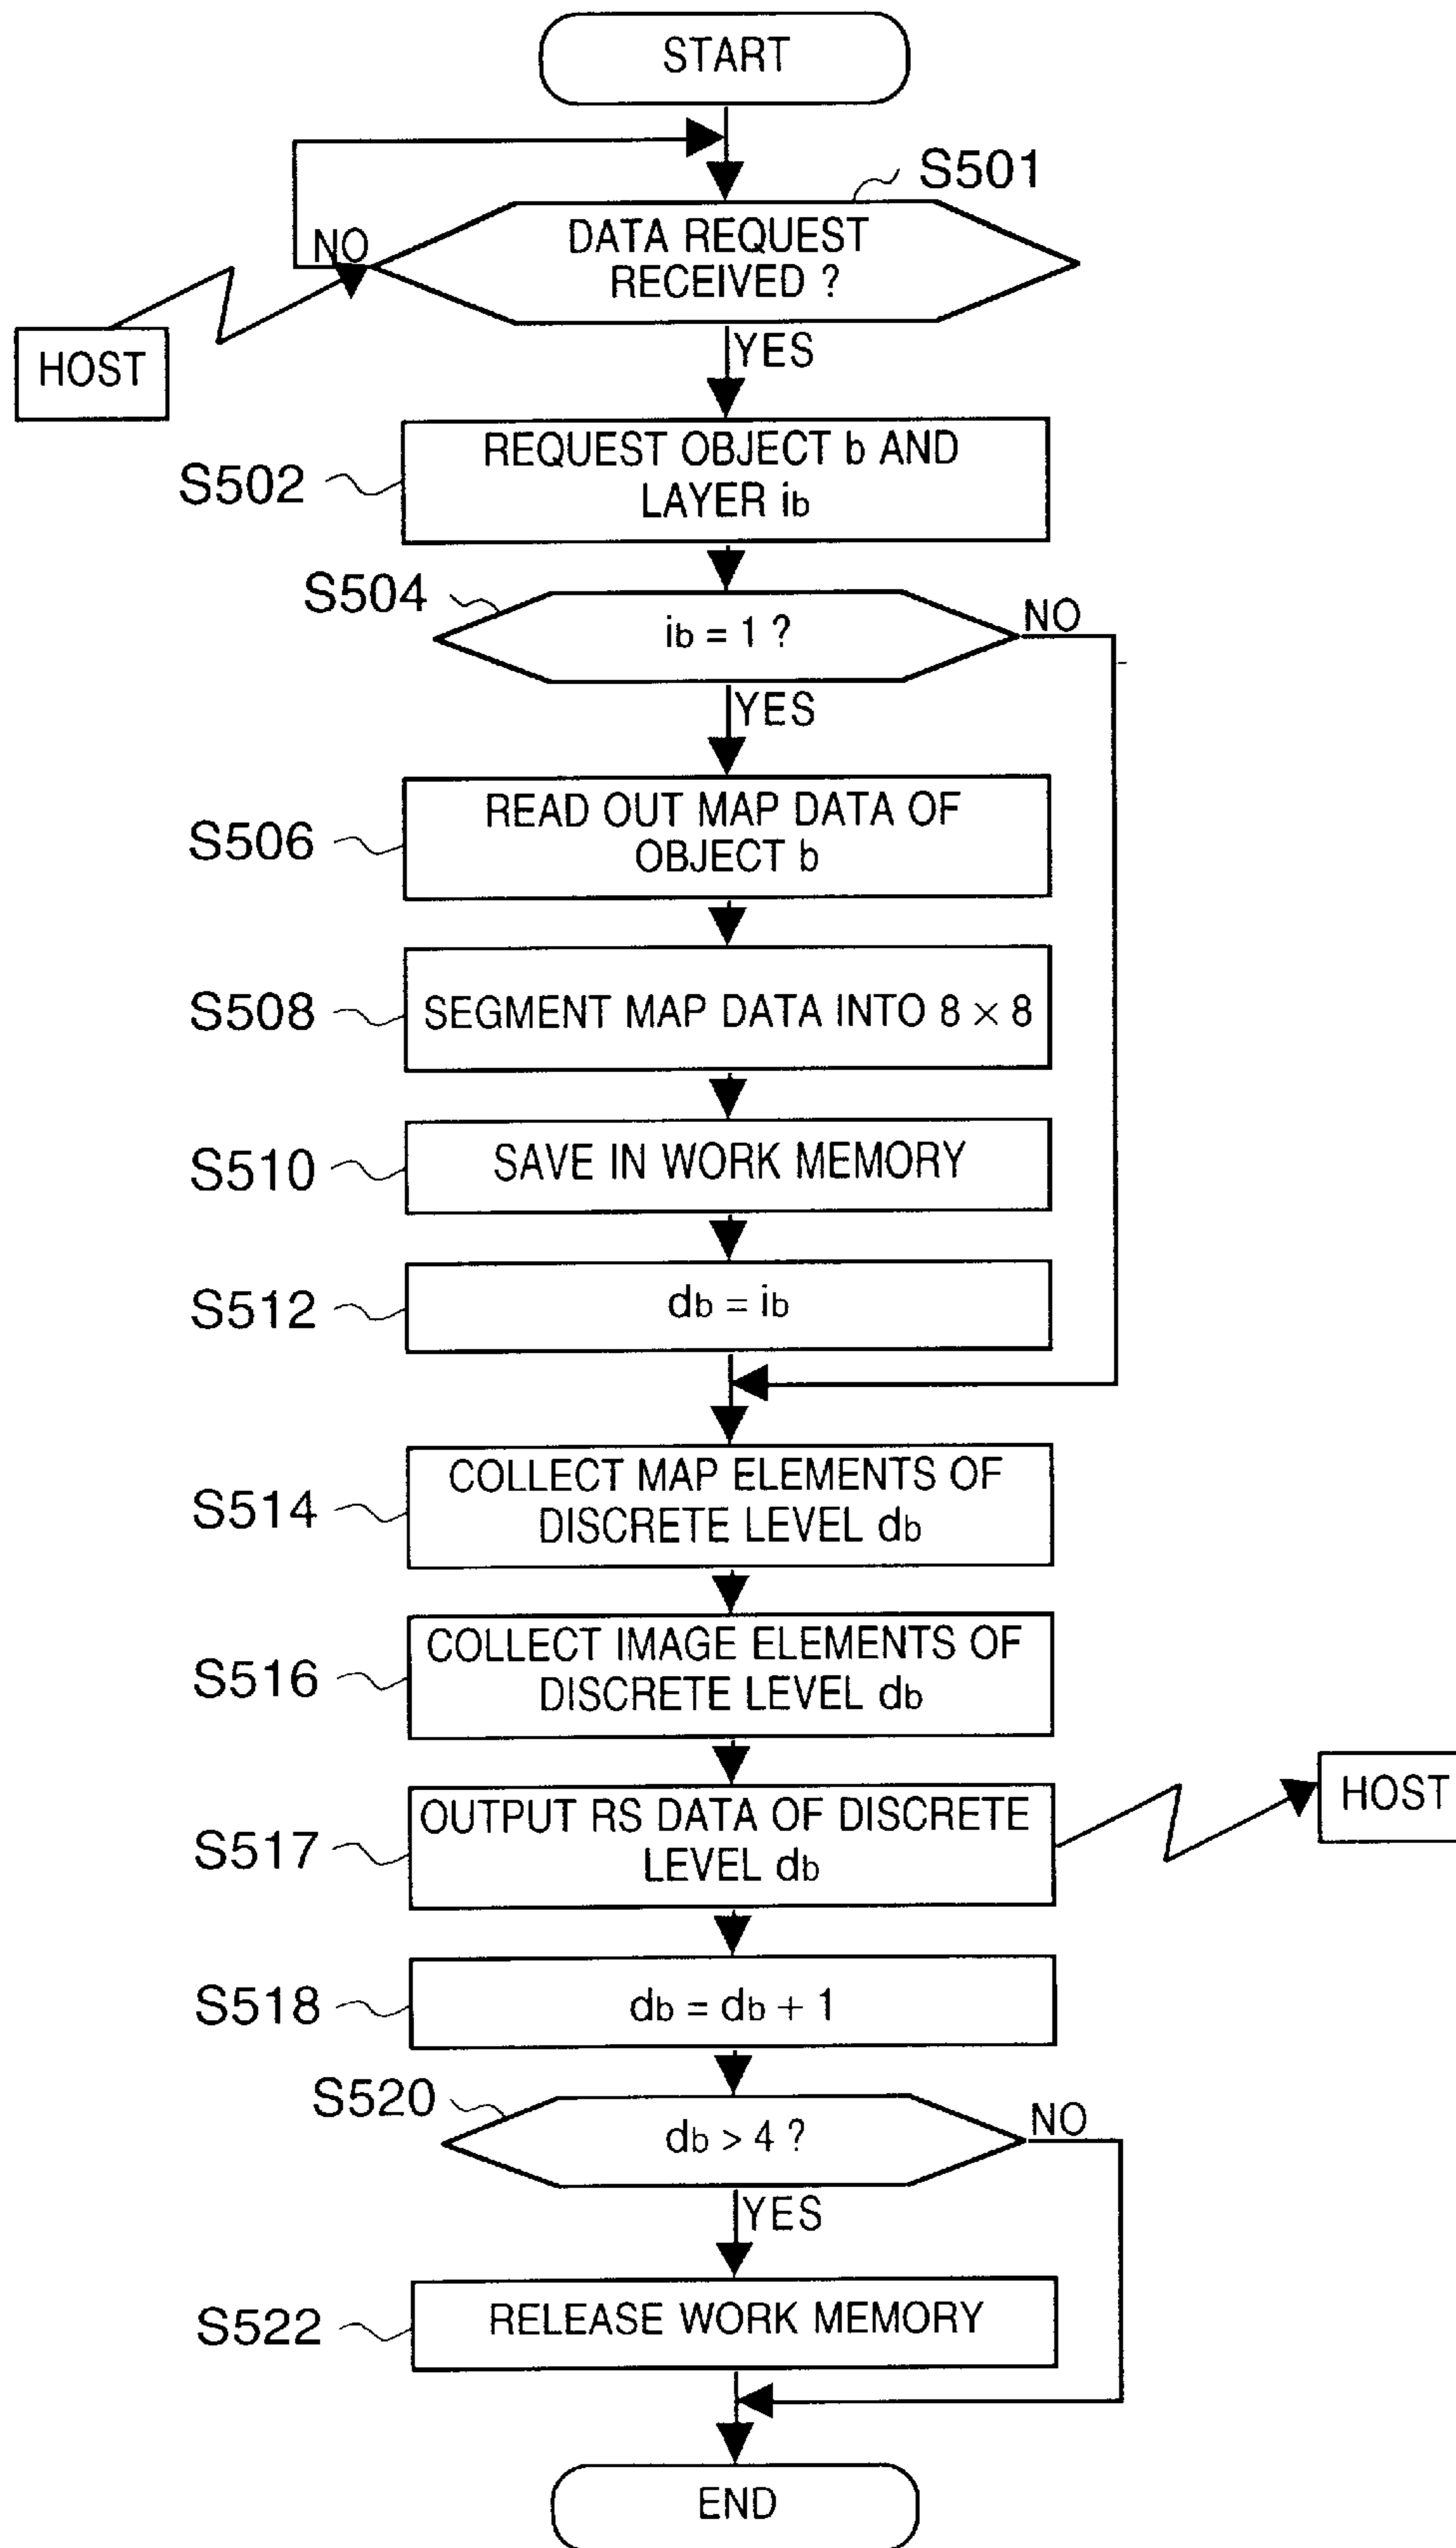 START
S501
NO
DATA REQUEST
RECEIVED ?
HOST
YES
REQUEST OBJECT b AND
LAYER ib
S502
S504
ib = 1 ?
NO
YES
READ OUT MAP DATA OF
OBJECT b
S506
S508
SEGMENT MAP DATA INTO 8 × 8
S510
SAVE IN WORK MEMORY
S512
db = ib
COLLECT MAP ELEMENTS OF
DISCRETE LEVEL db
S514
COLLECT IMAGE ELEMENTS OF
DISCRETE LEVEL db
S516
OUTPUT RS DATA OF DISCRETE
LEVEL db
S517
HOST
S518
db = db + 1
S520
db > 4 ?
NO
YES
S522
RELEASE WORK MEMORY
END